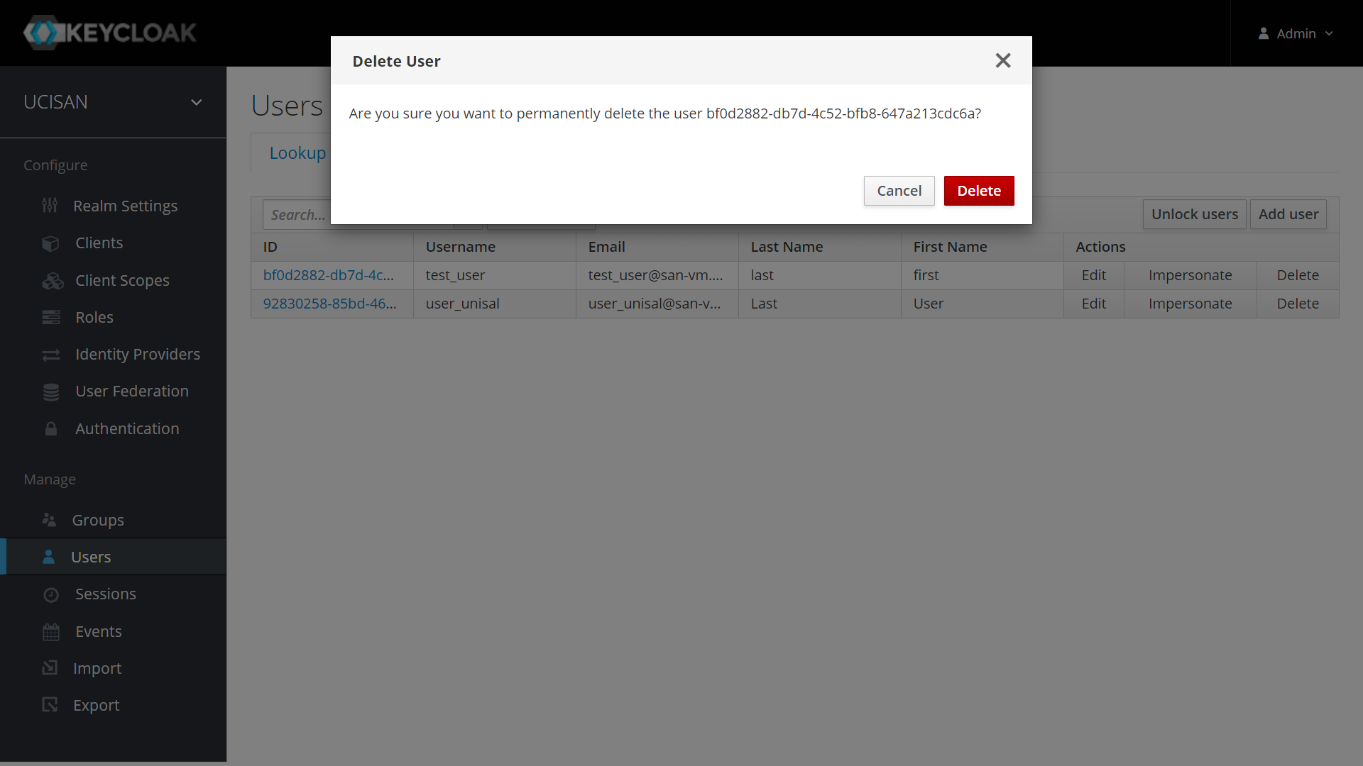 KEYCLOAK
Admin
Delete User
Are you sure you want to permanently delete the user bf0d2882-db7d-4c52-bfb8-647a213cdc6a?
Cancel Delete
UCISAN
Configure
Realm Settings
Clients
Client Scopes
Roles
Identity Providers
User Federation
Authentication
Manage
Groups
Users
Sessions
Events
Import
Export
Users
Lookup
Search... Unlock users Add user
ID Username Email Last Name First Name Actions
bf0d2882-db7d-4c... test_user test_user@san-vm.... last first Edit Impersonate Delete
92830258-85bd-46... user_unisal user_unisal@san-v... Last User Edit Impersonate Delete